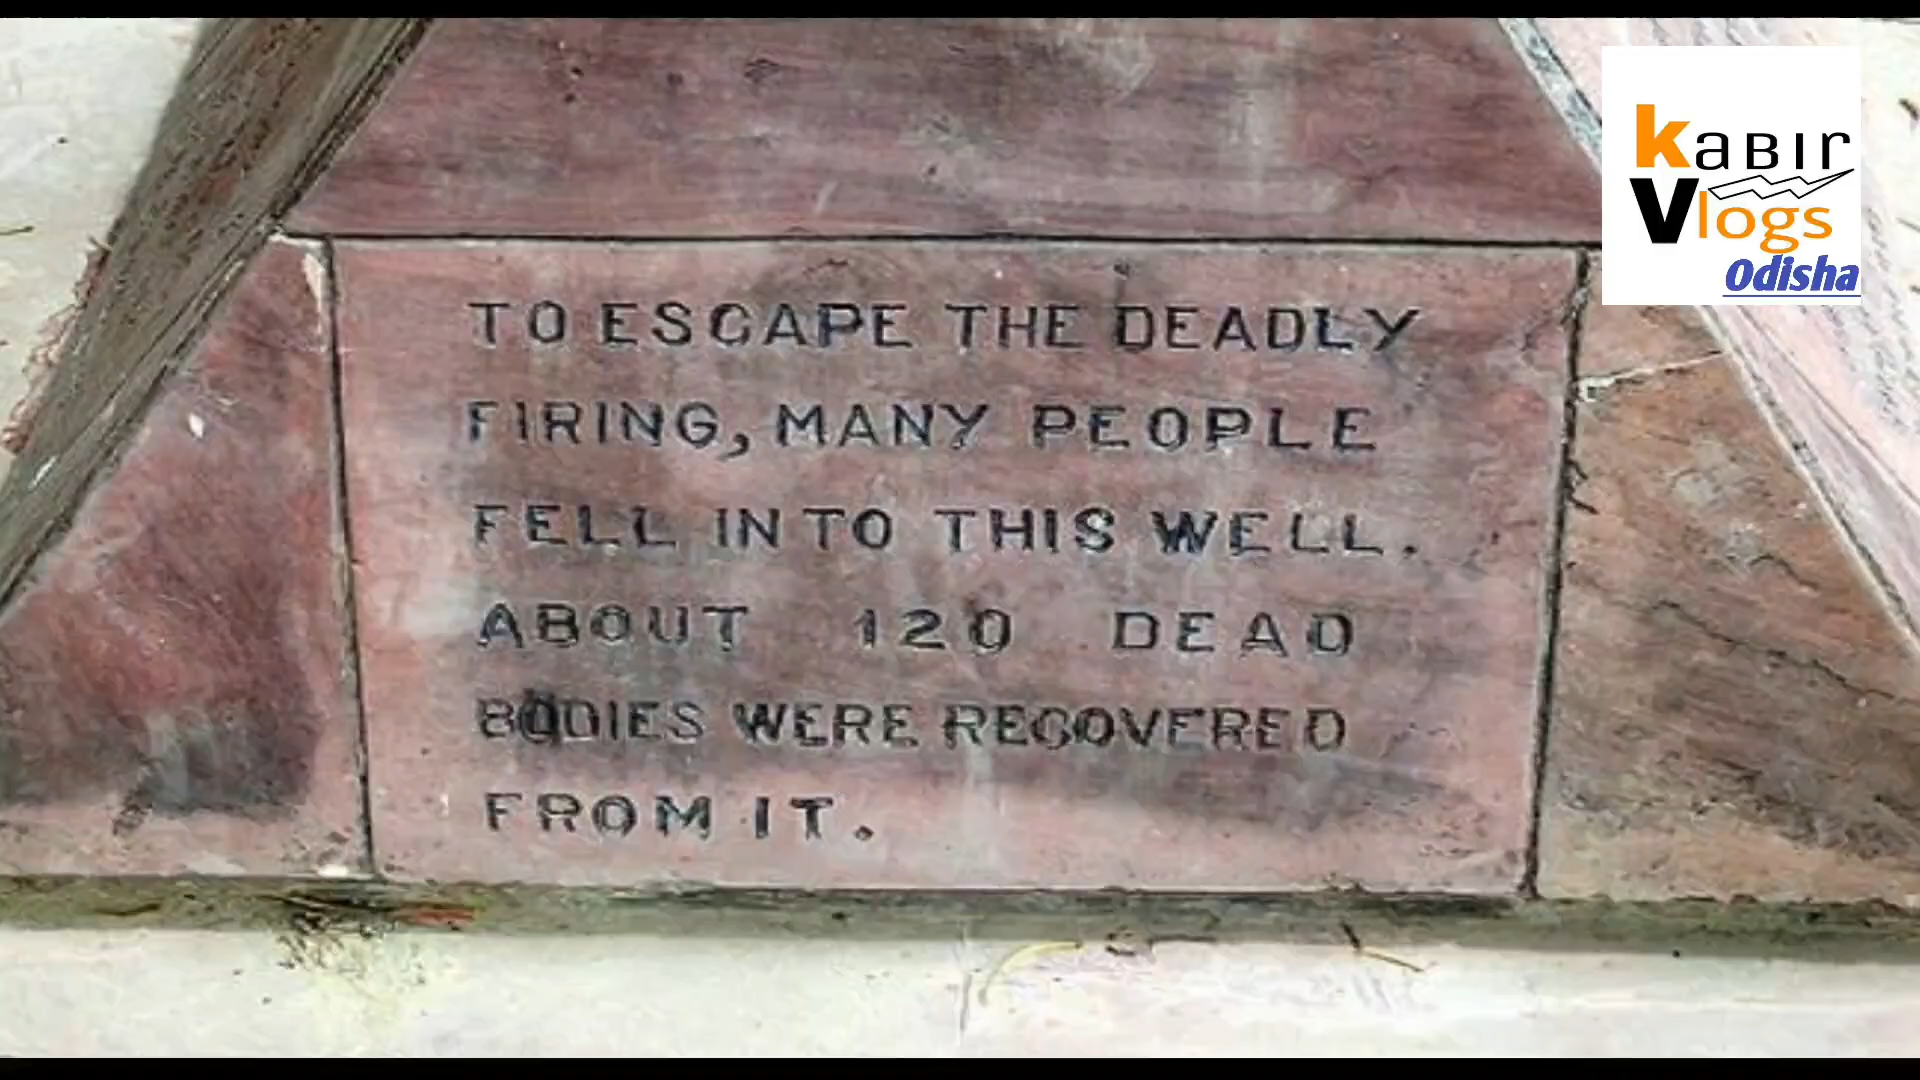 kABIr
Vlogs
Odisha
TO ESCAPE THE DEADLY
FIRING, MANY PEOPLE
FELL INTO THIS WELL.
ABOUT 120 DEAD
BODIES WERE RECOVERED
FROM IT.